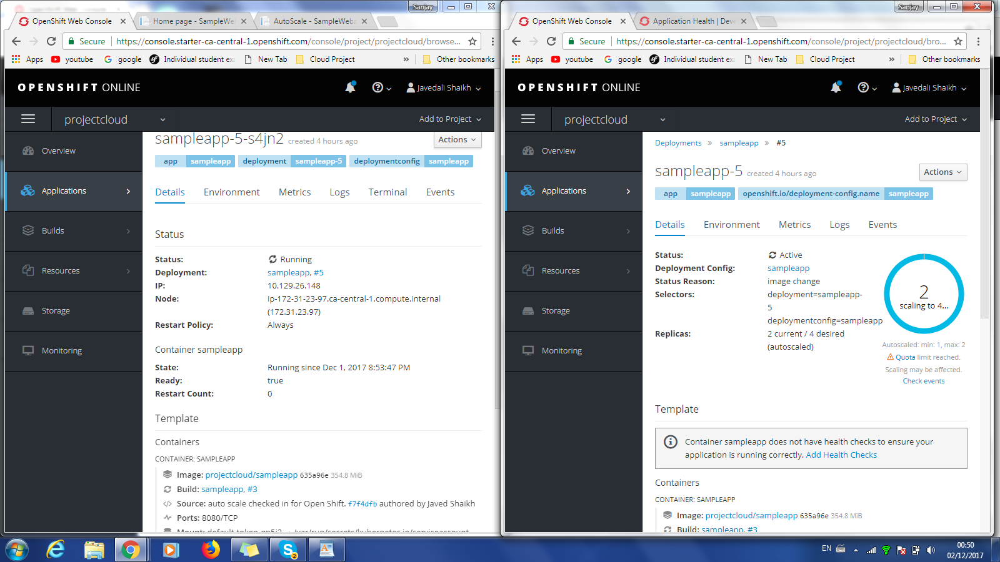 Sanjay
OpenShift Web Console
Home page - SampleWe
AutoScale - SampleWeba
Secure
https://console.starter-ca-central-1.openshift.com/console/project/projectcloud/browse...
Apps
youtube
google
Individual student exa
New Tab
Cloud Project
»
Other bookmarks
OPENSHIFT ONLINE
Javedali Shaikh
projectcloud
Add to Project
Overview
Applications
Builds
Resources
Storage
Monitoring
sampleapp-5-s4jn2 created 4 hours ago
Actions
app sampleapp deployment sampleapp-5 deploymentconfig sampleapp
Details Environment Metrics Logs Terminal Events
Status
Status: Running
Deployment: sampleapp, #5
IP: 10.129.26.148
Node: ip-172-31-23-97.ca-central-1.compute.internal
(172.31.23.97)
Restart Policy: Always
Container sampleapp
State: Running since Dec 1, 2017 8:53:47 PM
Ready: true
Restart Count: 0
Template
Containers
CONTAINER: SAMPLEAPP
Image: projectcloud/sampleapp 635a96e 354.8 MiB
Build: sampleapp, #3
</> Source: auto scale checked in for Open Shift. f7f4dfb authored by Javed Shaikh
Ports: 8080/TCP
Sanjay
OpenShift Web Console
Application Health | Deve
Secure
https://console.starter-ca-central-1.openshift.com/console/project/projectcloud/bro...
Apps
youtube
google
Individual student exa
New Tab
Cloud Project
»
Other bookmarks
OPENSHIFT ONLINE
Javedali Shaikh
projectcloud
Add to Project
Overview
Applications
Builds
Resources
Storage
Monitoring
Deployments » sampleapp » #5
sampleapp-5 created 4 hours ago
Actions
app sampleapp openshift.io/deployment-config.name sampleapp
Details Environment Metrics Logs Events
Status: Active
Deployment Config: sampleapp
Status Reason: image change
Selectors: deployment=sampleapp-
5
deploymentconfig=sampleapp
Replicas: 2 current / 4 desired
(autoscaled)
2
scaling to 4...
Autoscaled: min: 1, max: 2
Quota limit reached.
Scaling may be affected.
Check events
Template
Container sampleapp does not have health checks to ensure your
application is running correctly. Add Health Checks
Containers
CONTAINER: SAMPLEAPP
Image: projectcloud/sampleapp 635a96e 354.8 MiB
Build: sampleapp, #3
2
EN
00:50
02/12/2017